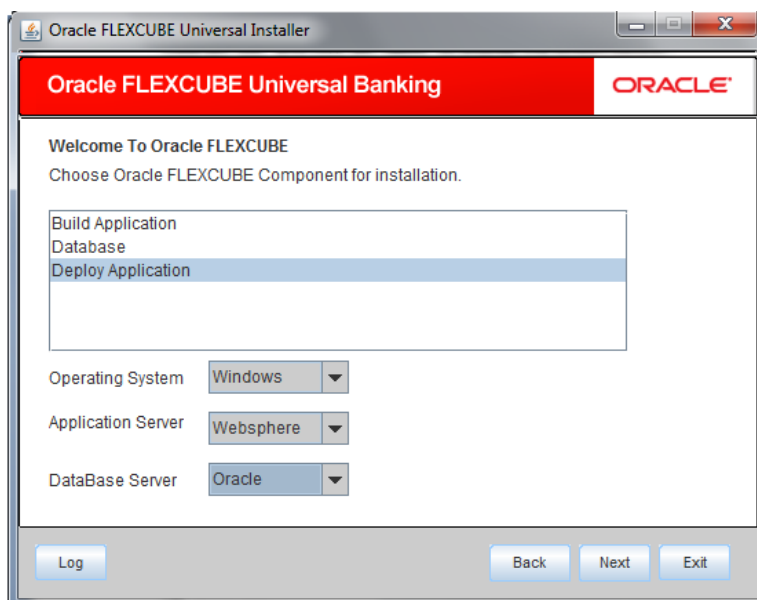 Oracle FLEXCUBE Universal Installer
Oracle FLEXCUBE Universal Banking
ORACLE
Welcome To Oracle FLEXCUBE
Choose Oracle FLEXCUBE Component for installation.
Build Application
Database
Deploy Application
Operating System Windows
Application Server Websphere
DataBase Server Oracle
Log Back Next Exit